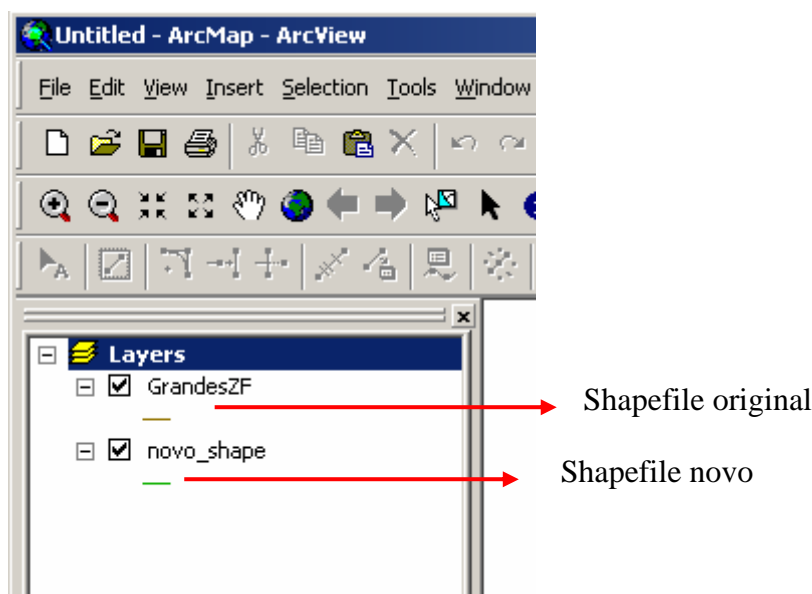 Untitled - ArcMap - ArcView
File Edit View Insert Selection Tools Window
A
Layers
GrandesZF
Shapefile original
novo_shape
Shapefile novo